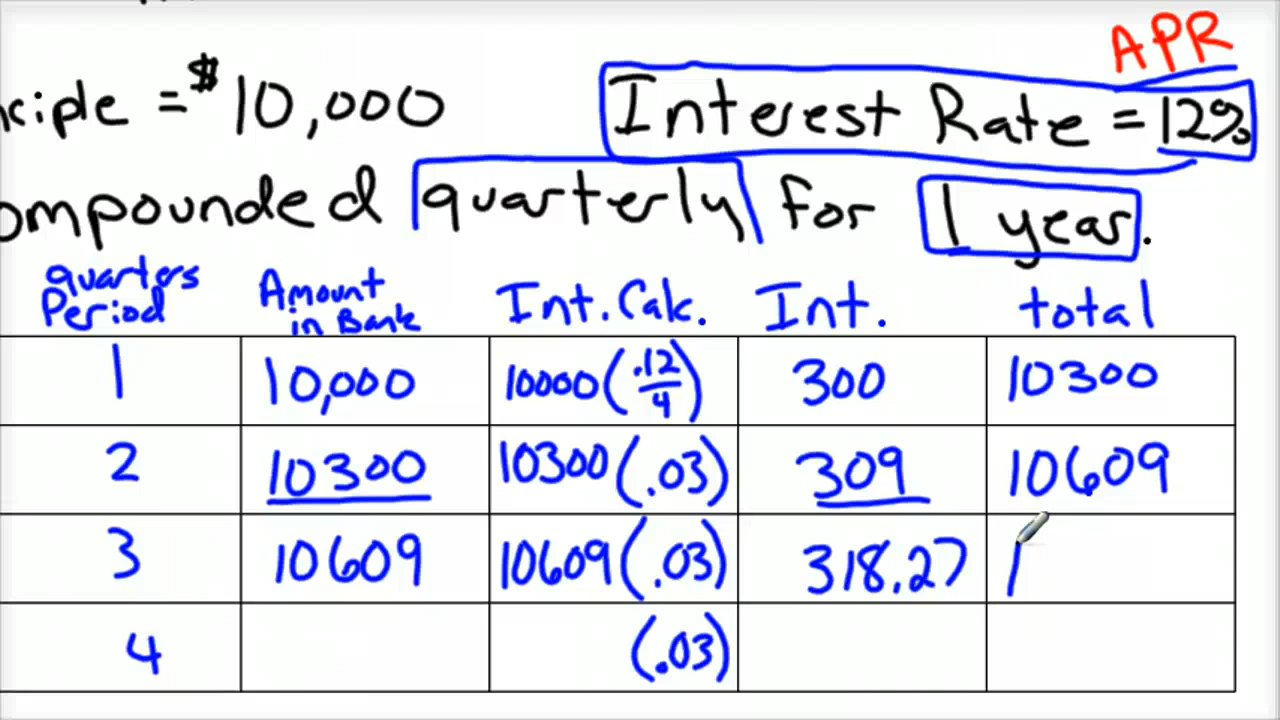 APR
ciple = $10,000
Interest Rate = 12%
ompounded quarterly for 1 year.
quarters Period Amount in Bank Int. Calc. Int. total
1 10,000 10000(.12/4) 300 10300
2 10300 10300(.03) 309 10609
3 10609 10609(.03) 318.27 1
4 (.03)